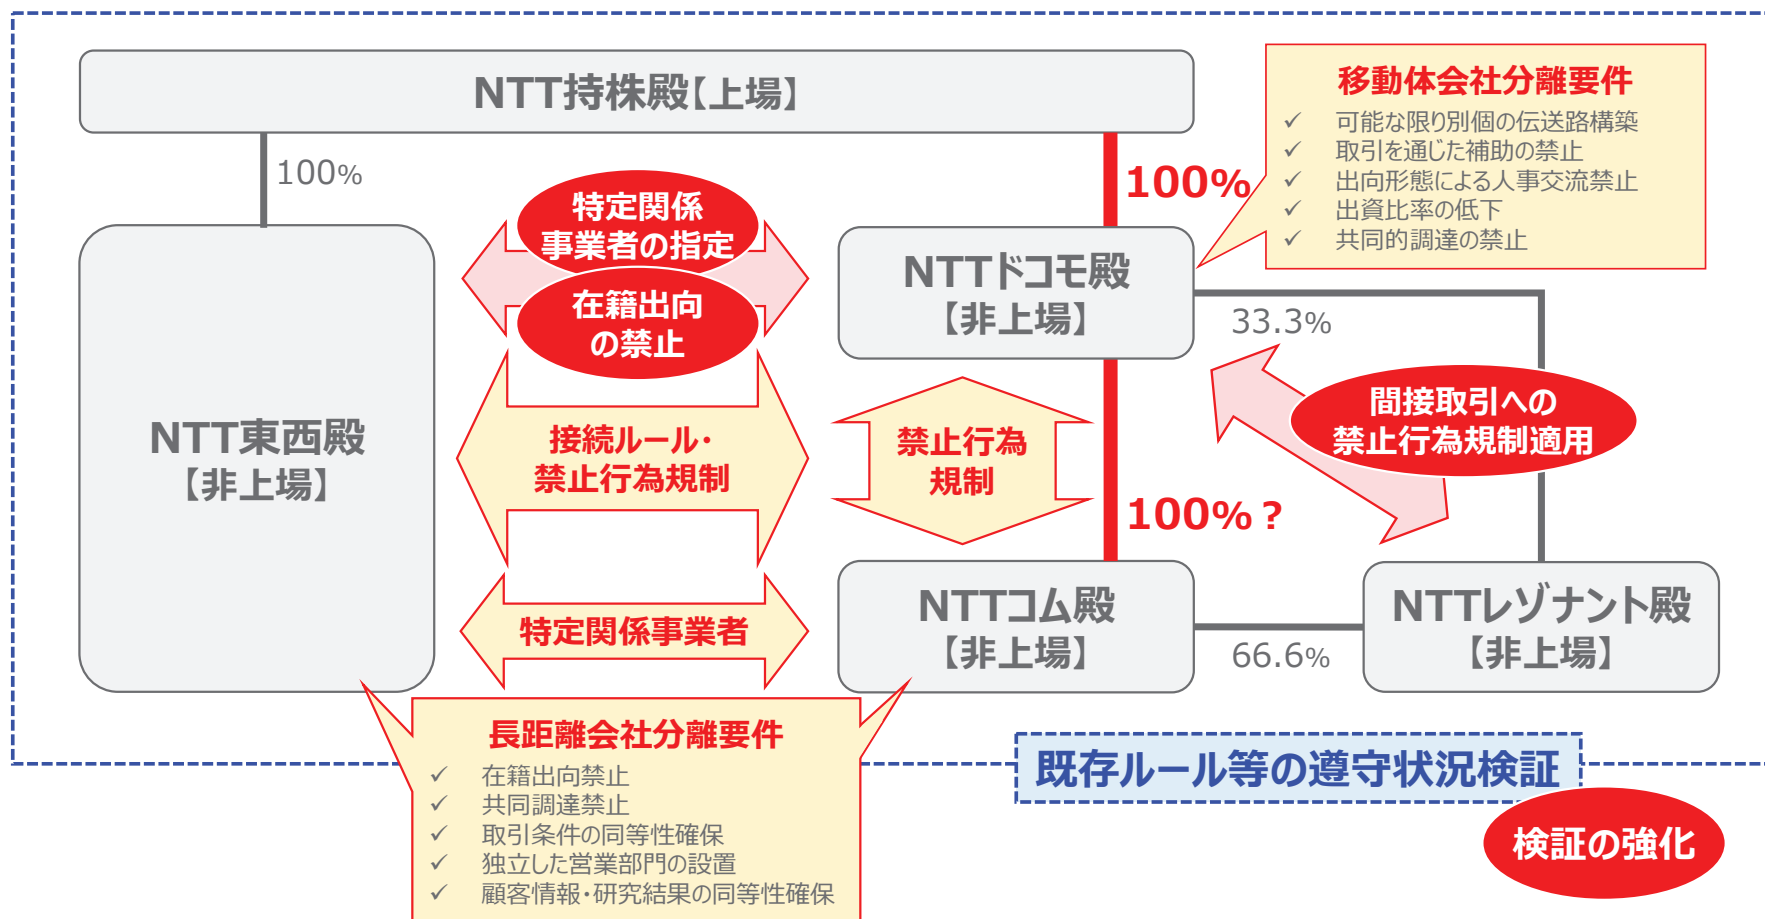 NTT持株殿【上場】
移動体会社分離要件
✓ 可能な限り別個の伝送路構築
✓ 取引を通じた補助の禁止
✓ 出向形態による人事交流禁止
✓ 出資比率の低下
✓ 共同的調達の禁止
100%
100%
特定関係
事業者の指定
在籍出向
の禁止
NTTドコモ殿
【非上場】
33.3%
間接取引への
禁止行為規制適用
NTT東西殿
【非上場】
接続ルール・
禁止行為規制
禁止行為
規制
100%？
特定関係事業者
NTTコム殿
【非上場】
66.6%
NTTレゾナント殿
【非上場】
長距離会社分離要件
✓ 在籍出向禁止
✓ 共同調達禁止
✓ 取引条件の同等性確保
✓ 独立した営業部門の設置
✓ 顧客情報・研究結果の同等性確保
既存ルール等の遵守状況検証
検証の強化